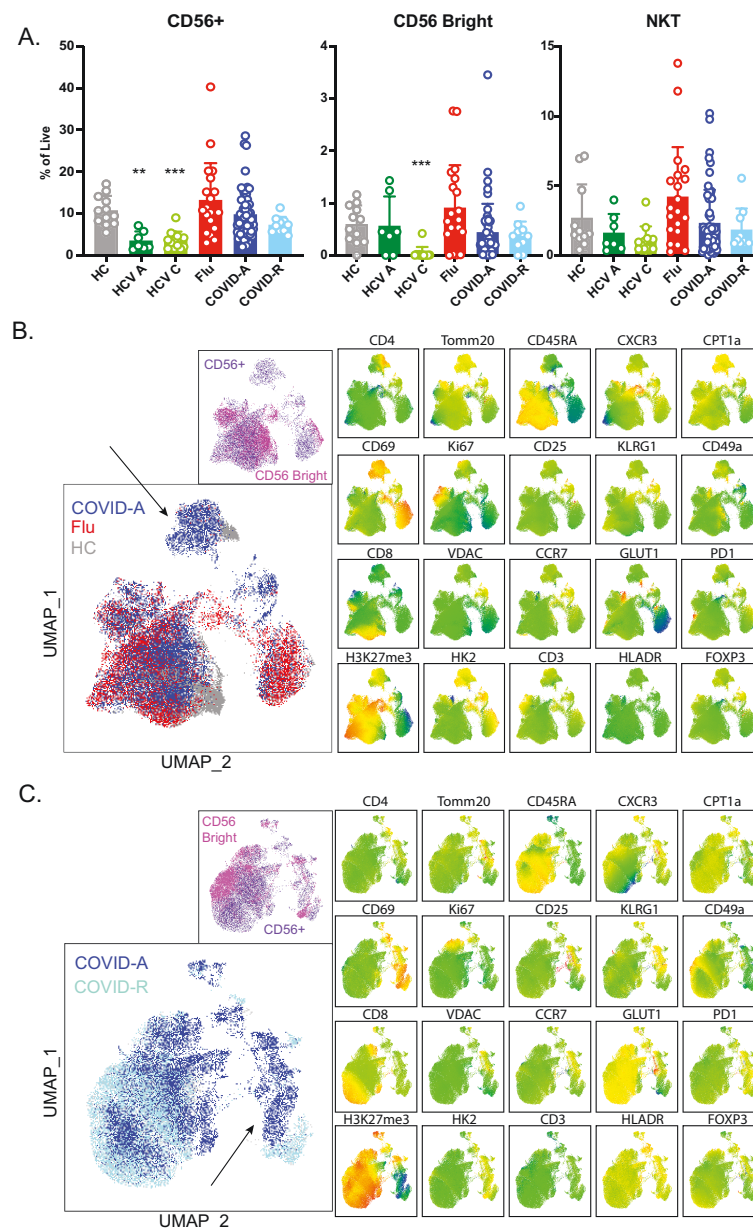 A.
CD56+
CD56 Bright
NKT
% of Live
50
40
30
20
10
0
** ***
HC
HCV A
HCV C
Flu
COVID-A
COVID-R
4
3
2
1
0
***
HC
HCV A
HCV C
Flu
COVID-A
COVID-R
15
10
5
0
HC
HCV A
HCV C
Flu
COVID-A
COVID-R
B.
CD56+
CD56 Bright
COVID-A
Flu
HC
UMAP_1
UMAP_2
CD4 Tomm20 CD45RA CXCR3 CPT1a
CD69 Ki67 CD25 KLRG1 CD49a
CD8 VDAC CCR7 GLUT1 PD1
H3K27me3 HK2 CD3 HLADR FOXP3
C.
CD56
Bright
CD56+
COVID-A
COVID-R
UMAP_1
UMAP_2
CD4 Tomm20 CD45RA CXCR3 CPT1a
CD69 Ki67 CD25 KLRG1 CD49a
CD8 VDAC CCR7 GLUT1 PD1
H3K27me3 HK2 CD3 HLADR FOXP3